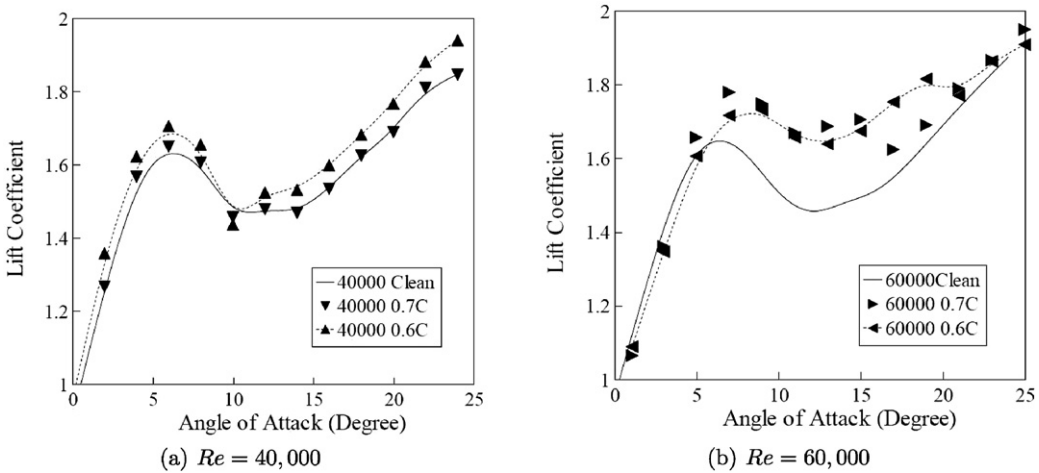 2
1.8
1.6
1.4
1.2
1
Lift Coefficient
40000 Clean
40000 0.7C
40000 0.6C
0 5 10 15 20 25
Angle of Attack (Degree)
(a) Re = 40,000
2
1.8
1.6
1.4
1.2
1
Lift Coefficient
60000Clean
60000 0.7C
60000 0.6C
0 5 10 15 20 25
Angle of Attack (Degree)
(b) Re = 60,000